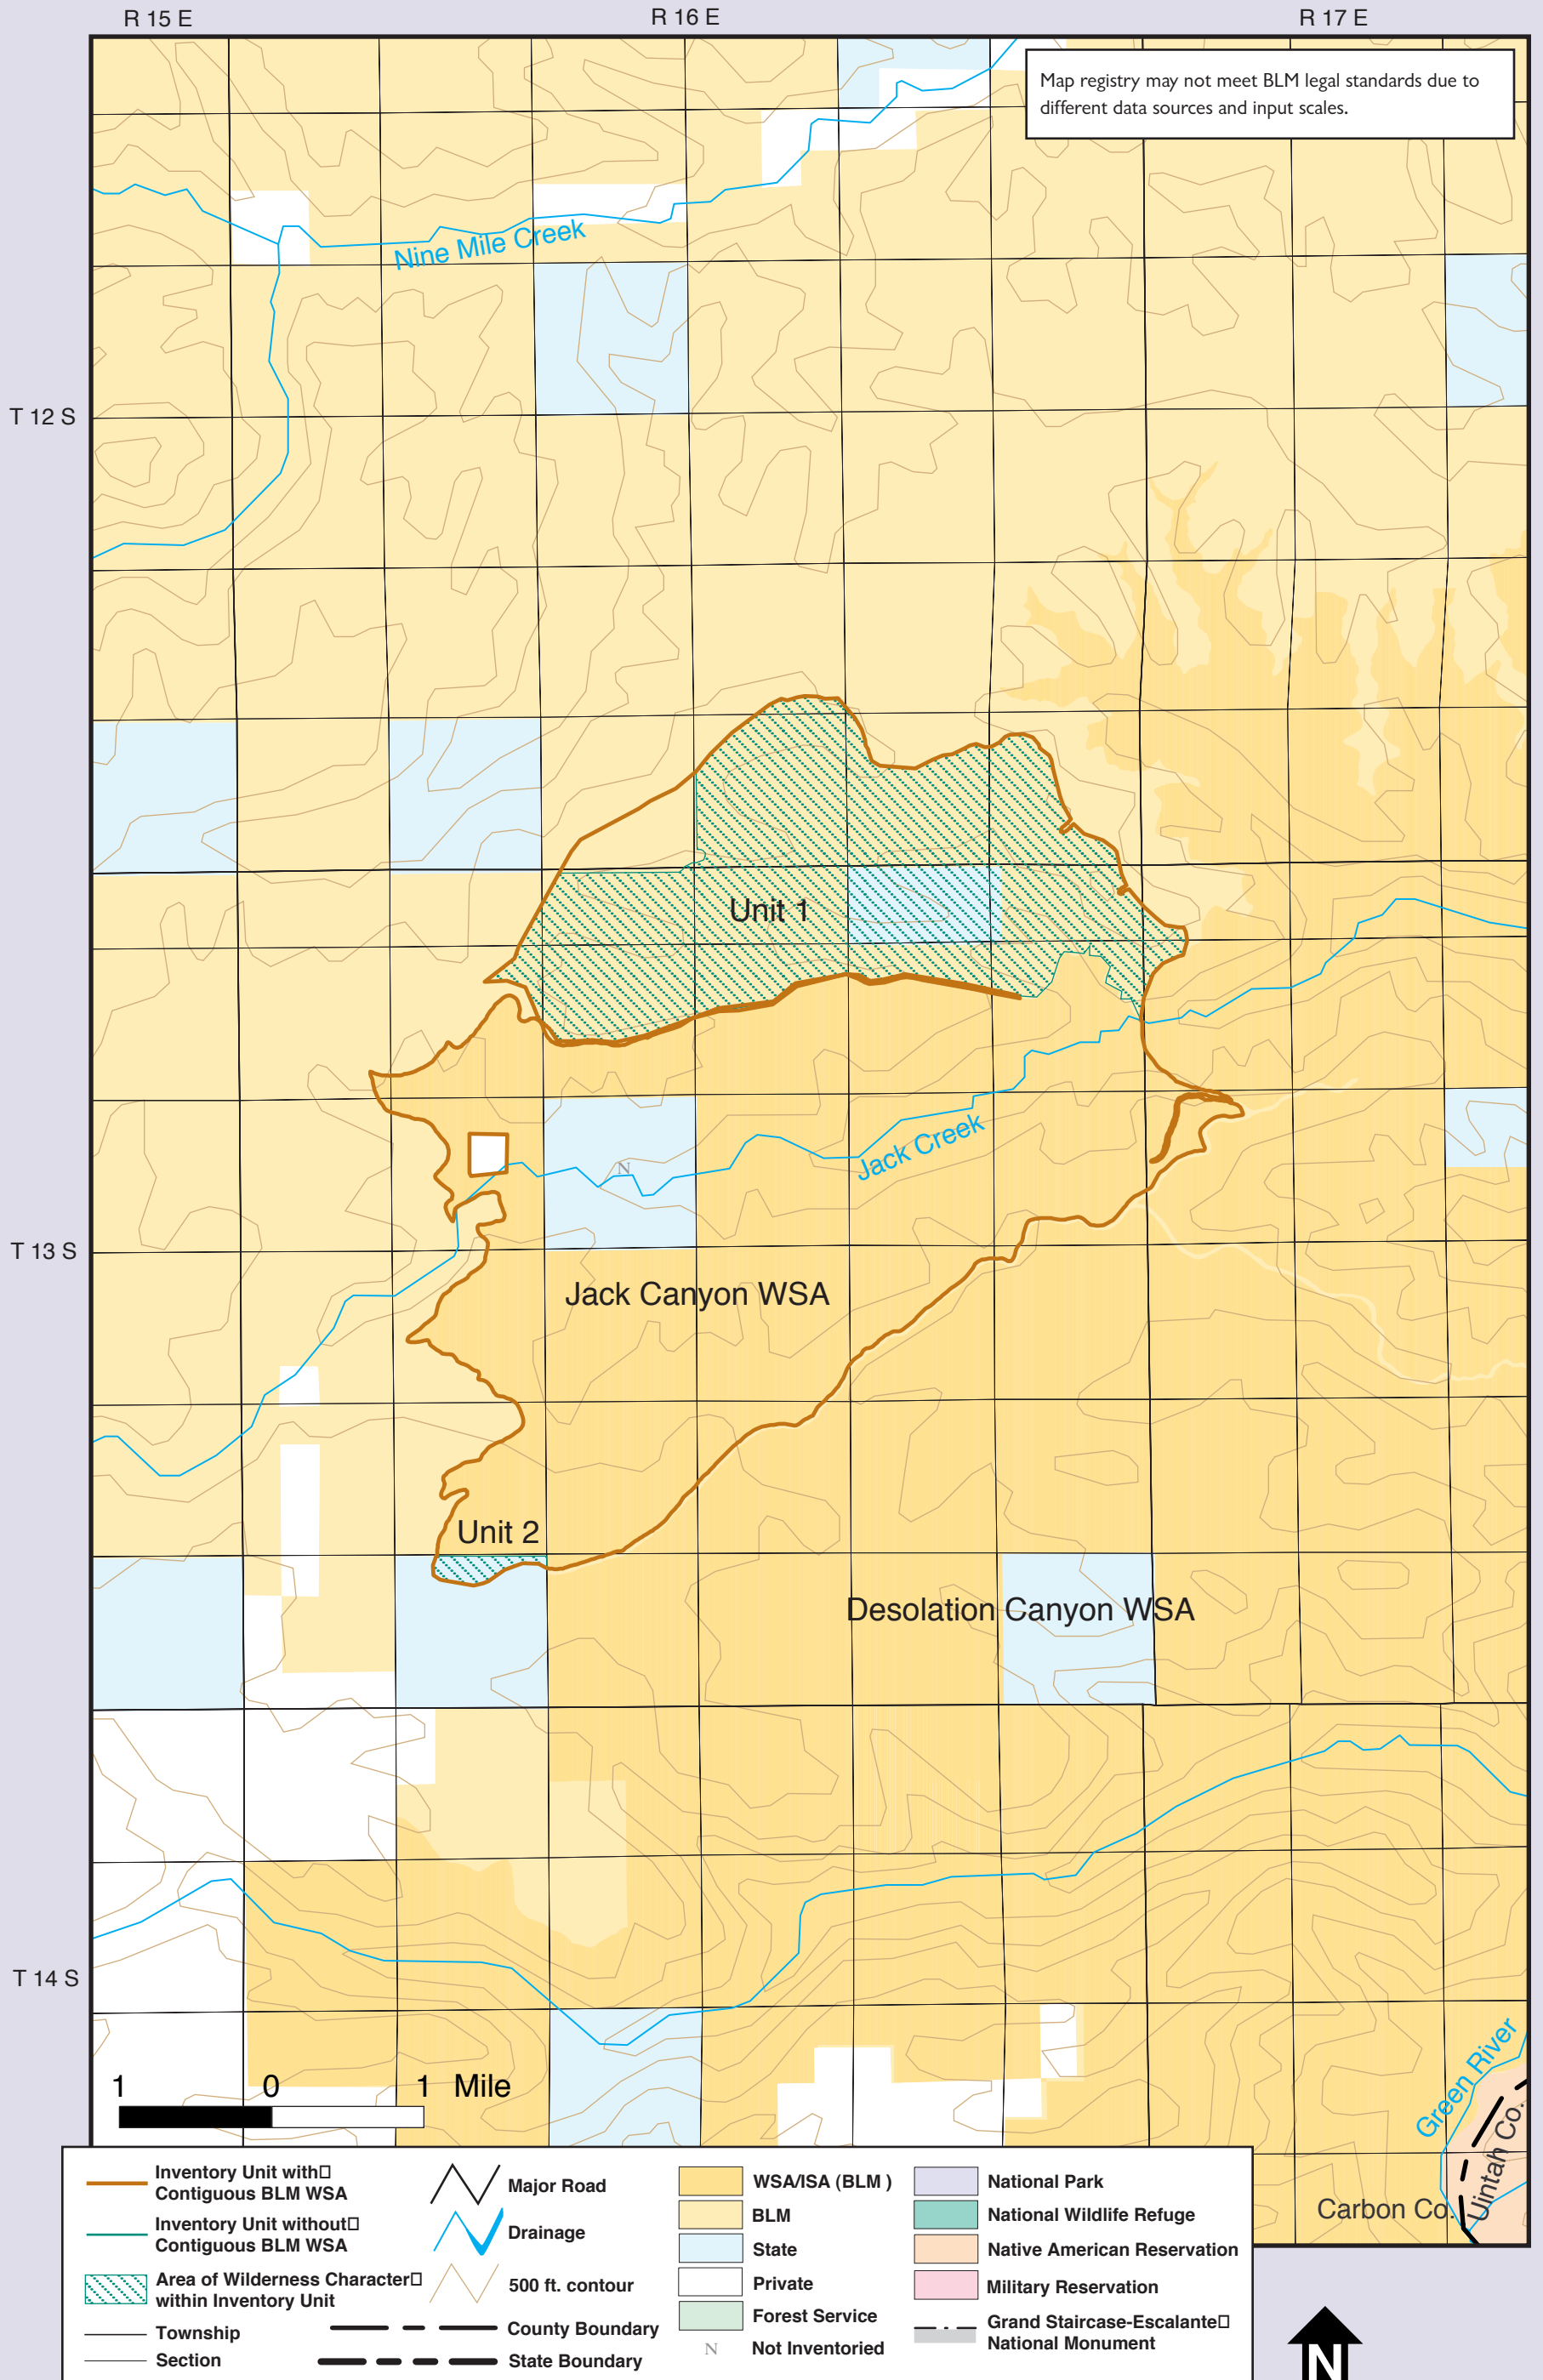 R 15 E
R 16 E
R 17 E
Map registry may not meet BLM legal standards due to
different data sources and input scales.
Nine Mile Creek
T 12 S
Unit 1
Jack Creek
N
T 13 S
Jack Canyon WSA
Unit 2
Desolation Canyon WSA
T 14 S
Green River
1 0 1 Mile
Uintah Co.
Carbon Co.
Inventory Unit with□
Contiguous BLM WSA
Inventory Unit without□
Contiguous BLM WSA
Area of Wilderness Character□
within Inventory Unit
Township
Section
Major Road
Drainage
500 ft. contour
County Boundary
State Boundary
WSA/ISA (BLM )
BLM
State
Private
Forest Service
N Not Inventoried
National Park
National Wildlife Refuge
Native American Reservation
Military Reservation
Grand Staircase-Escalante□
National Monument
N